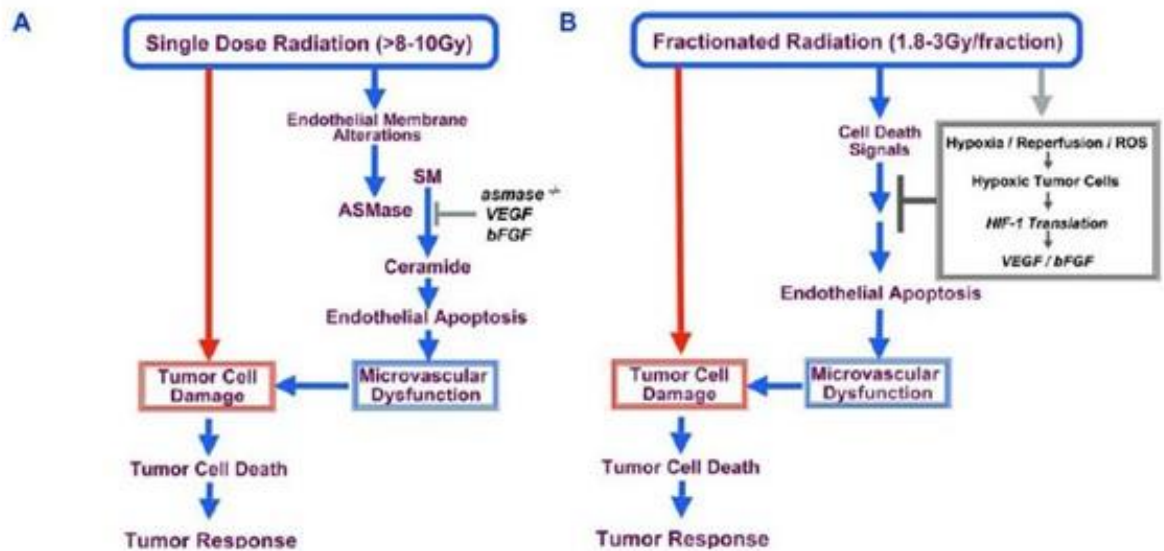 A
Single Dose Radiation (>8-10Gy)
Endothelial Membrane
Alterations
SM
ASMase
asmase -/-
VEGF
bFGF
Ceramide
Endothelial Apoptosis
Tumor Cell
Damage
Microvascular
Dysfunction
Tumor Cell Death
Tumor Response
B
Fractionated Radiation (1.8-3Gy/fraction)
Cell Death
Signals
Hypoxia / Reperfusion / ROS
Hypoxic Tumor Cells
HIF-1 Translation
VEGF / bFGF
Endothelial Apoptosis
Tumor Cell
Damage
Microvascular
Dysfunction
Tumor Cell Death
Tumor Response